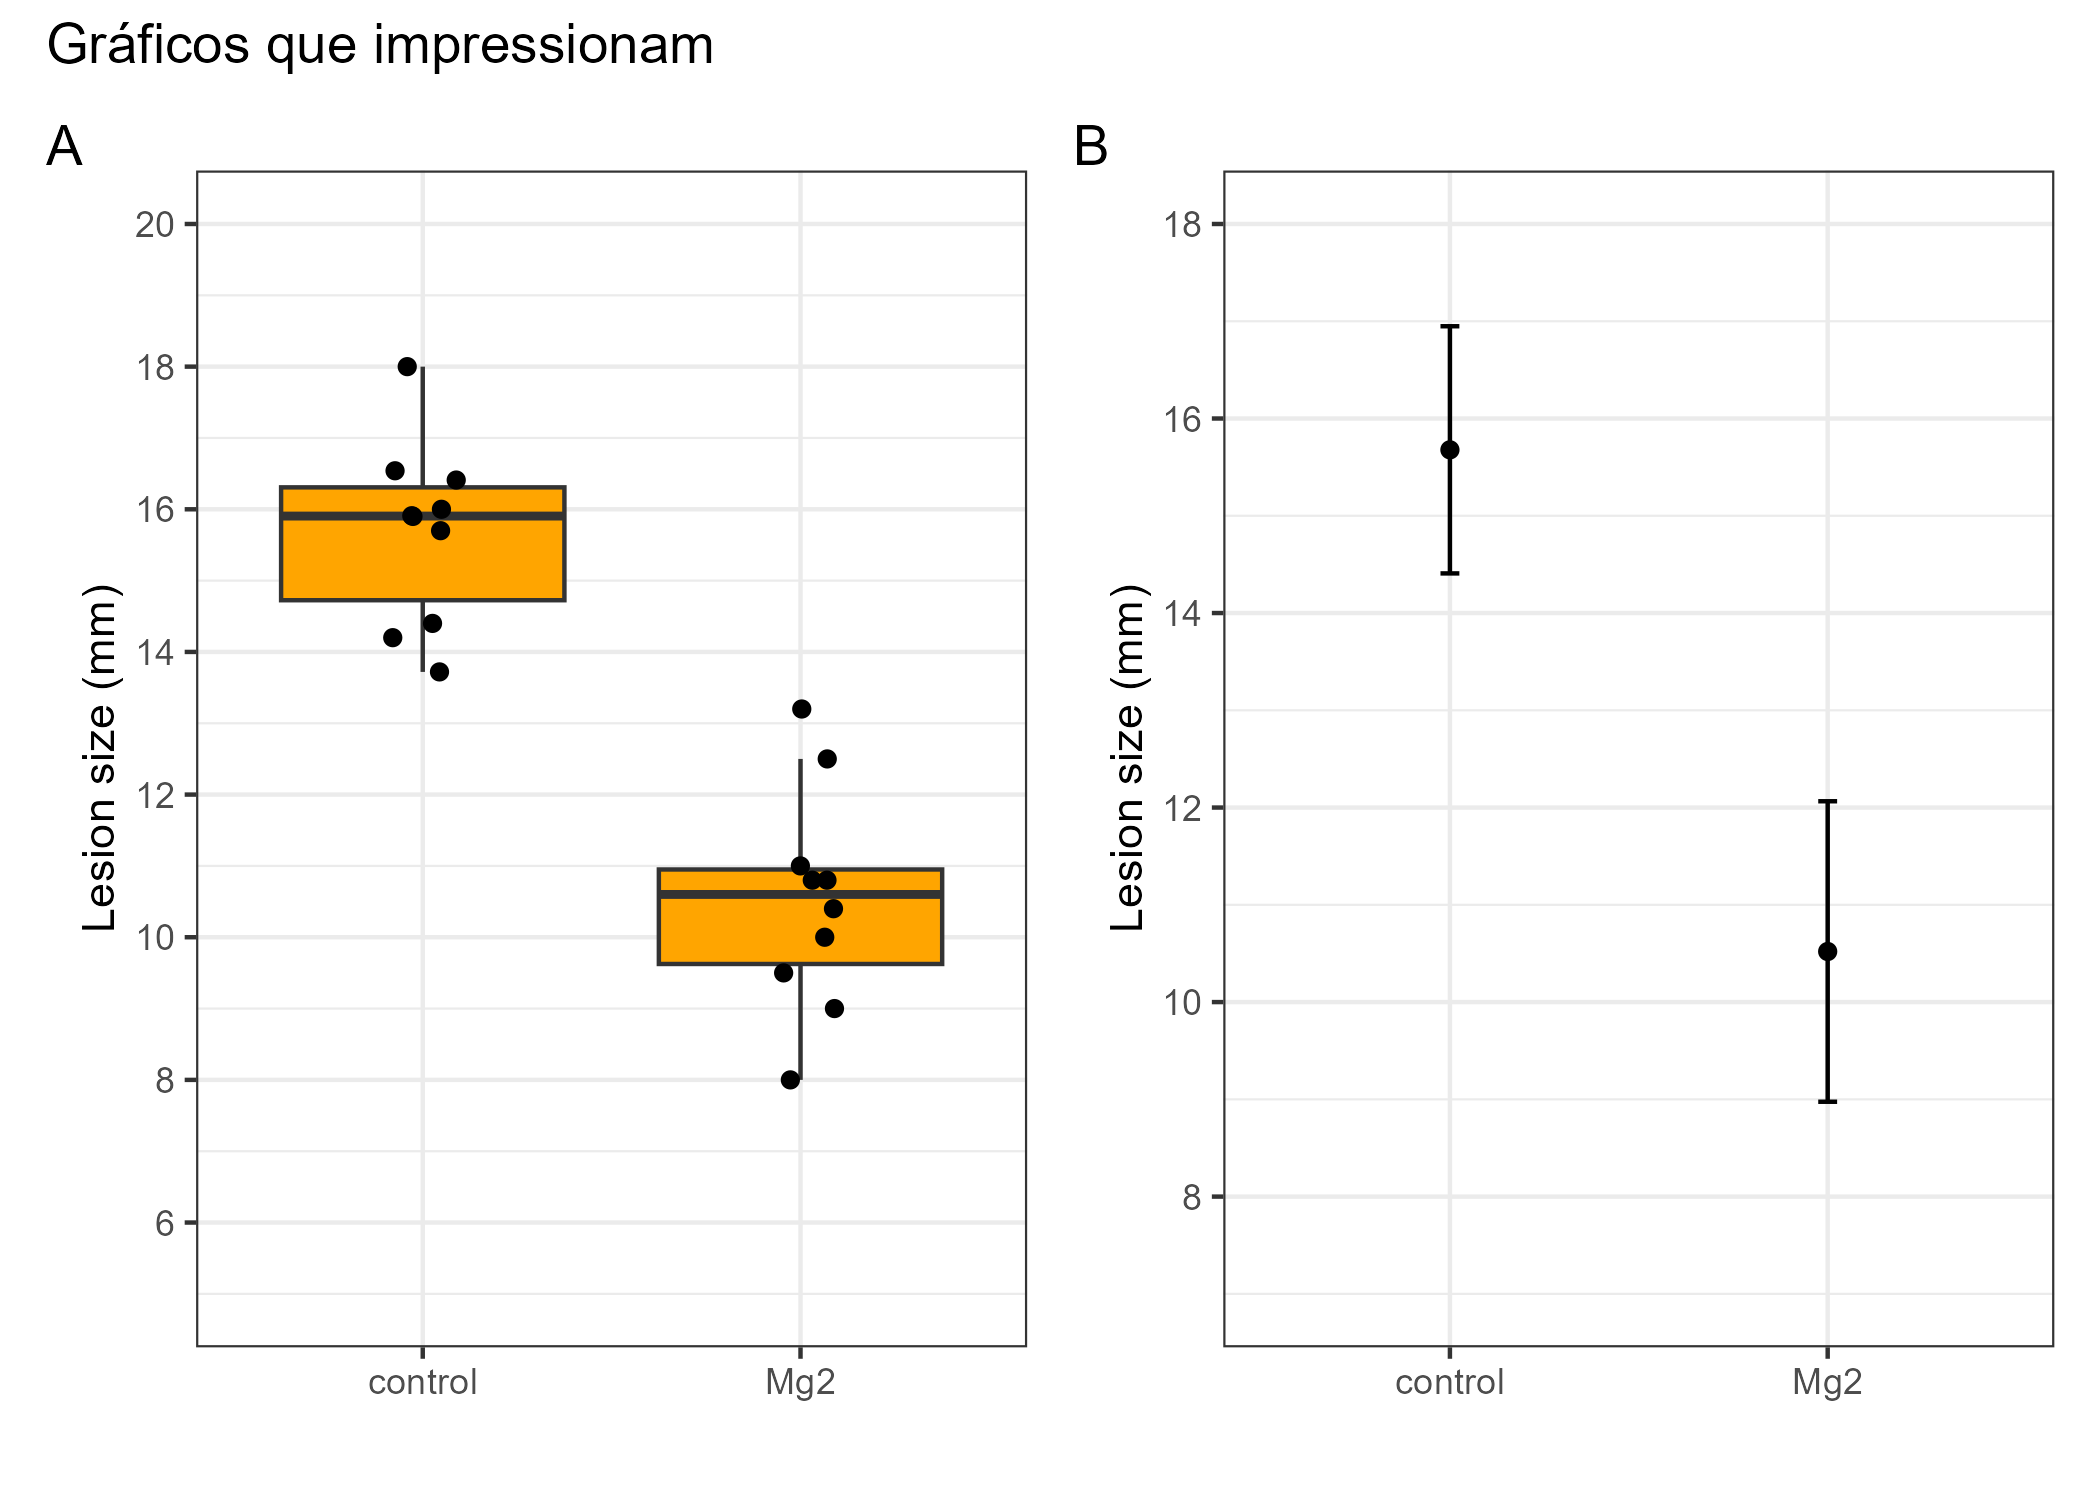 Gráficos que impressionam
A
B
Lesion size (mm)
20
18
16
14
12
10
8
6
control
Mg2
Lesion size (mm)
18
16
14
12
10
8
control
Mg2